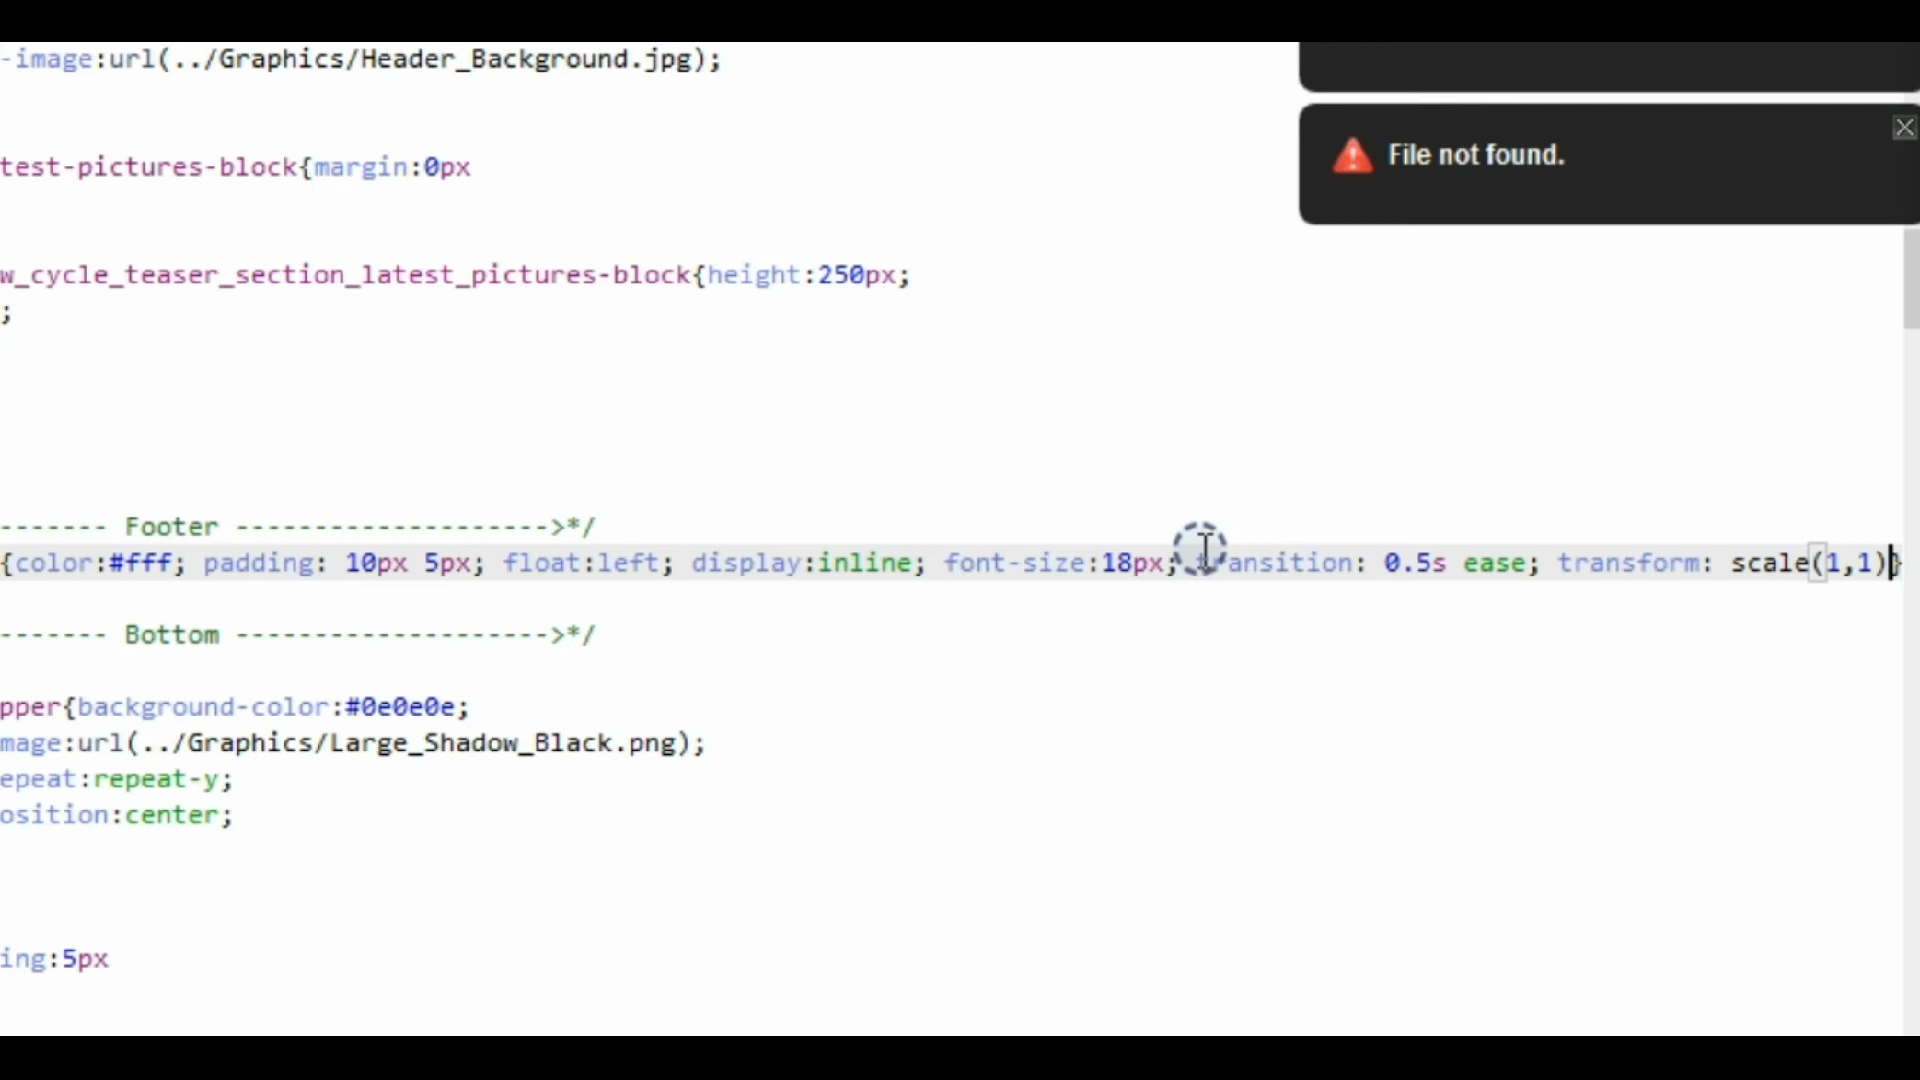 -image:url(../Graphics/Header_Background.jpg);
File not found.
test-pictures-block{margin:0px
w_cycle_teaser_section_latest_pictures-block{height:250px;
;
------- Footer -------------------->*/
{color:#fff; padding: 10px 5px; float:left; display:inline; font-size:18px; transition: 0.5s ease; transform: scale(1,1)}
------- Bottom -------------------->*/
pper{background-color:#0e0e0e;
mage:url(../Graphics/Large_Shadow_Black.png);
epeat:repeat-y;
osition:center;
ing:5px